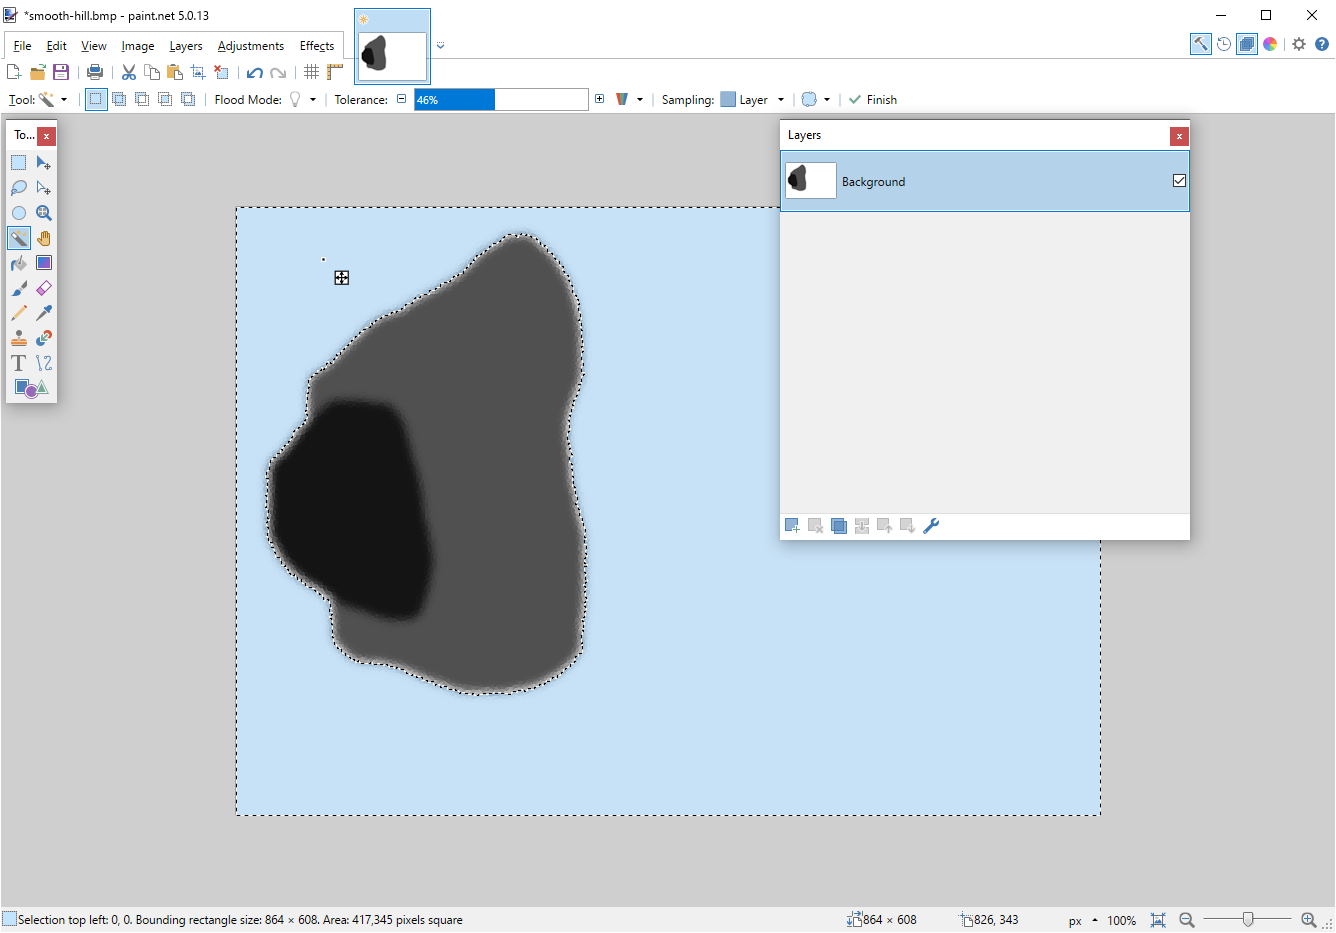 *smooth-hill.bmp - paint.net 5.0.13
File Edit View Image Layers Adjustments Effects
Tool: Flood Mode: Tolerance: 46% Sampling: Layer Finish
To...
Layers
Background
T
Selection top left: 0, 0. Bounding rectangle size: 864 × 608. Area: 417,345 pixels square
864 × 608
826, 343
px
100%